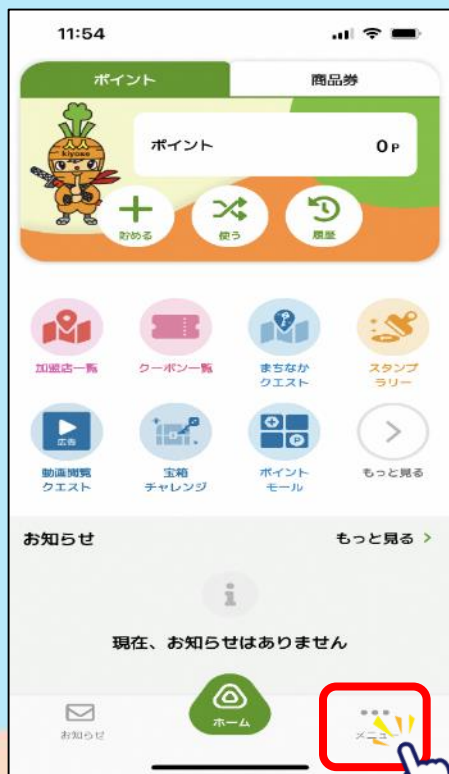 11:54
ポイント
商品券
kiyose
ポイント
0 P
貯める
使う
履歴
加盟店一覧
クーポン一覧
まちなか
クエスト
スタンプ
ラリー
広告
動画閲覧
クエスト
宝箱
チャレンジ
P
ポイント
モール
もっと見る
お知らせ
もっと見る
現在、お知らせはありません
お知らせ
ホーム
メニュー